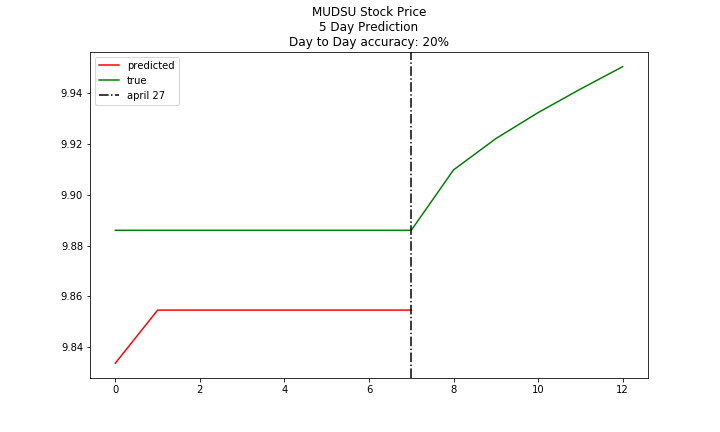 MUDSU Stock Price
5 Day Prediction
Day to Day accuracy: 20%
predicted
true
april 27
9.94
9.92
9.90
9.88
9.86
9.84
0 2 4 6 8 10 12